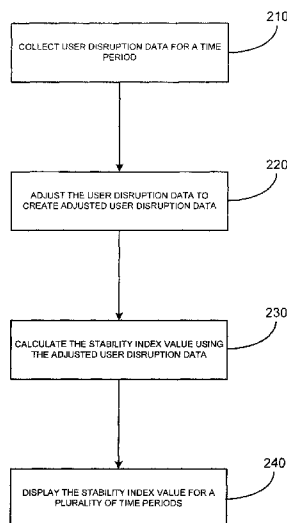 210
COLLECT USER DISRUPTION DATA FOR A TIME
PERIOD
220
ADJUST THE USER DISRUPTION DATA TO
CREATE ADJUSTED USER DISRUPTION DATA
230
CALCULATE THE STABILITY INDEX VALUE USING
THE ADJUSTED USER DISRUPTION DATA
240
DISPLAY THE STABILITY INDEX VALUE FOR A
PLURALITY OF TIME PERIODS